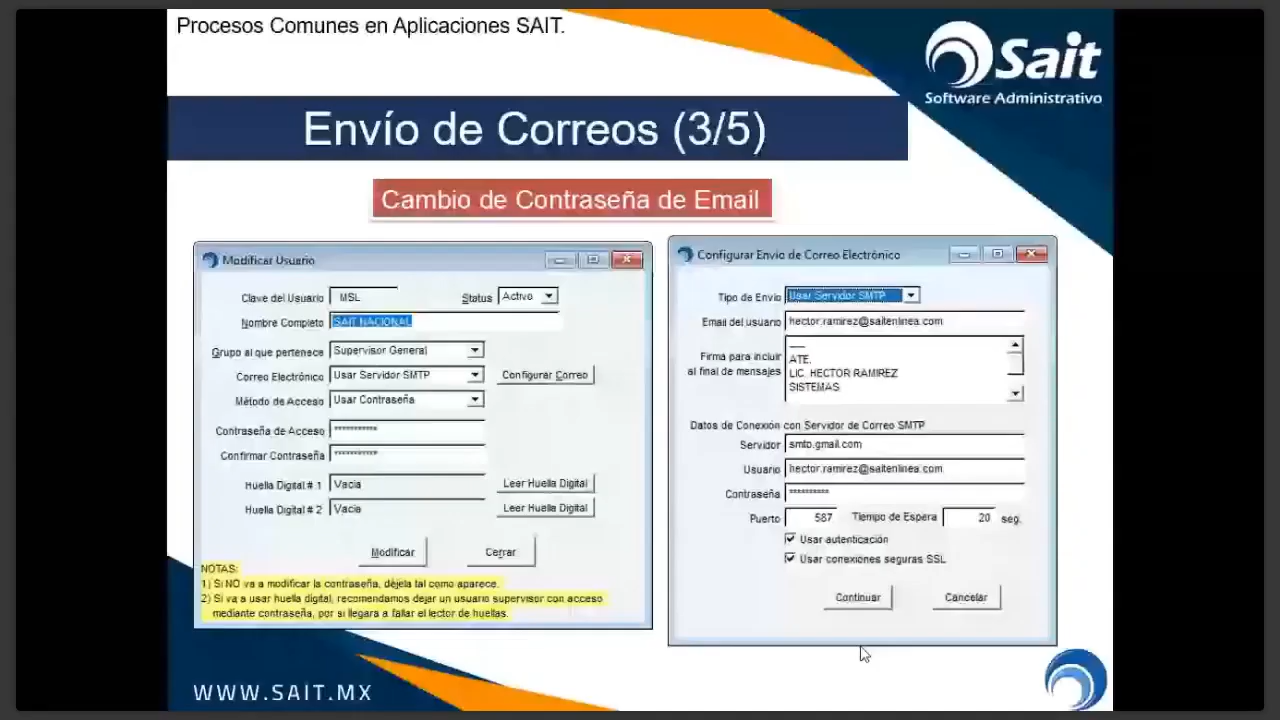 Procesos Comunes en Aplicaciones SAIT.
Sait
Software Administrativo
Envío de Correos (3/5)
Cambio de Contraseña de Email
Modificar Usuario
Clave del Usuario MSL Status Activo
Nombre Completo SAIT NACIONAL
Grupo al que pertenece Supervisor General
Correo Electrónico Usar Servidor SMTP Configurar Correo
Método de Acceso Usar Contraseña
Contraseña de Acceso **********
Confirmar Contraseña **********
Huella Digital # 1 Vacia Leer Huella Digital
Huella Digital # 2 Vacia Leer Huella Digital
Modificar Cerrar
NOTAS:
1) Si NO va a modificar la contraseña, déjela tal como aparece.
2) Si va a usar huella digital, recomendamos dejar un usuario supervisor con acceso
mediante contraseña, por si llegara a fallar el lector de huellas.
Configurar Envio de Correo Electrónico
Tipo de Envio Usar Servidor SMTP
Email del usuario hector.ramirez@saitenlinea.com
Firma para incluir
al final de mensajes
___
ATE.
LIC. HECTOR RAMIREZ
SISTEMAS
Datos de Conexión con Servidor de Correo SMTP
Servidor smtp.gmail.com
Usuario hector.ramirez@saitenlinea.com
Contraseña **********
Puerto 587 Tiempo de Espera 20 seg.
Usar autenticación
Usar conexiones seguras SSL
Continuar Cancelar
WWW.SAIT.MX